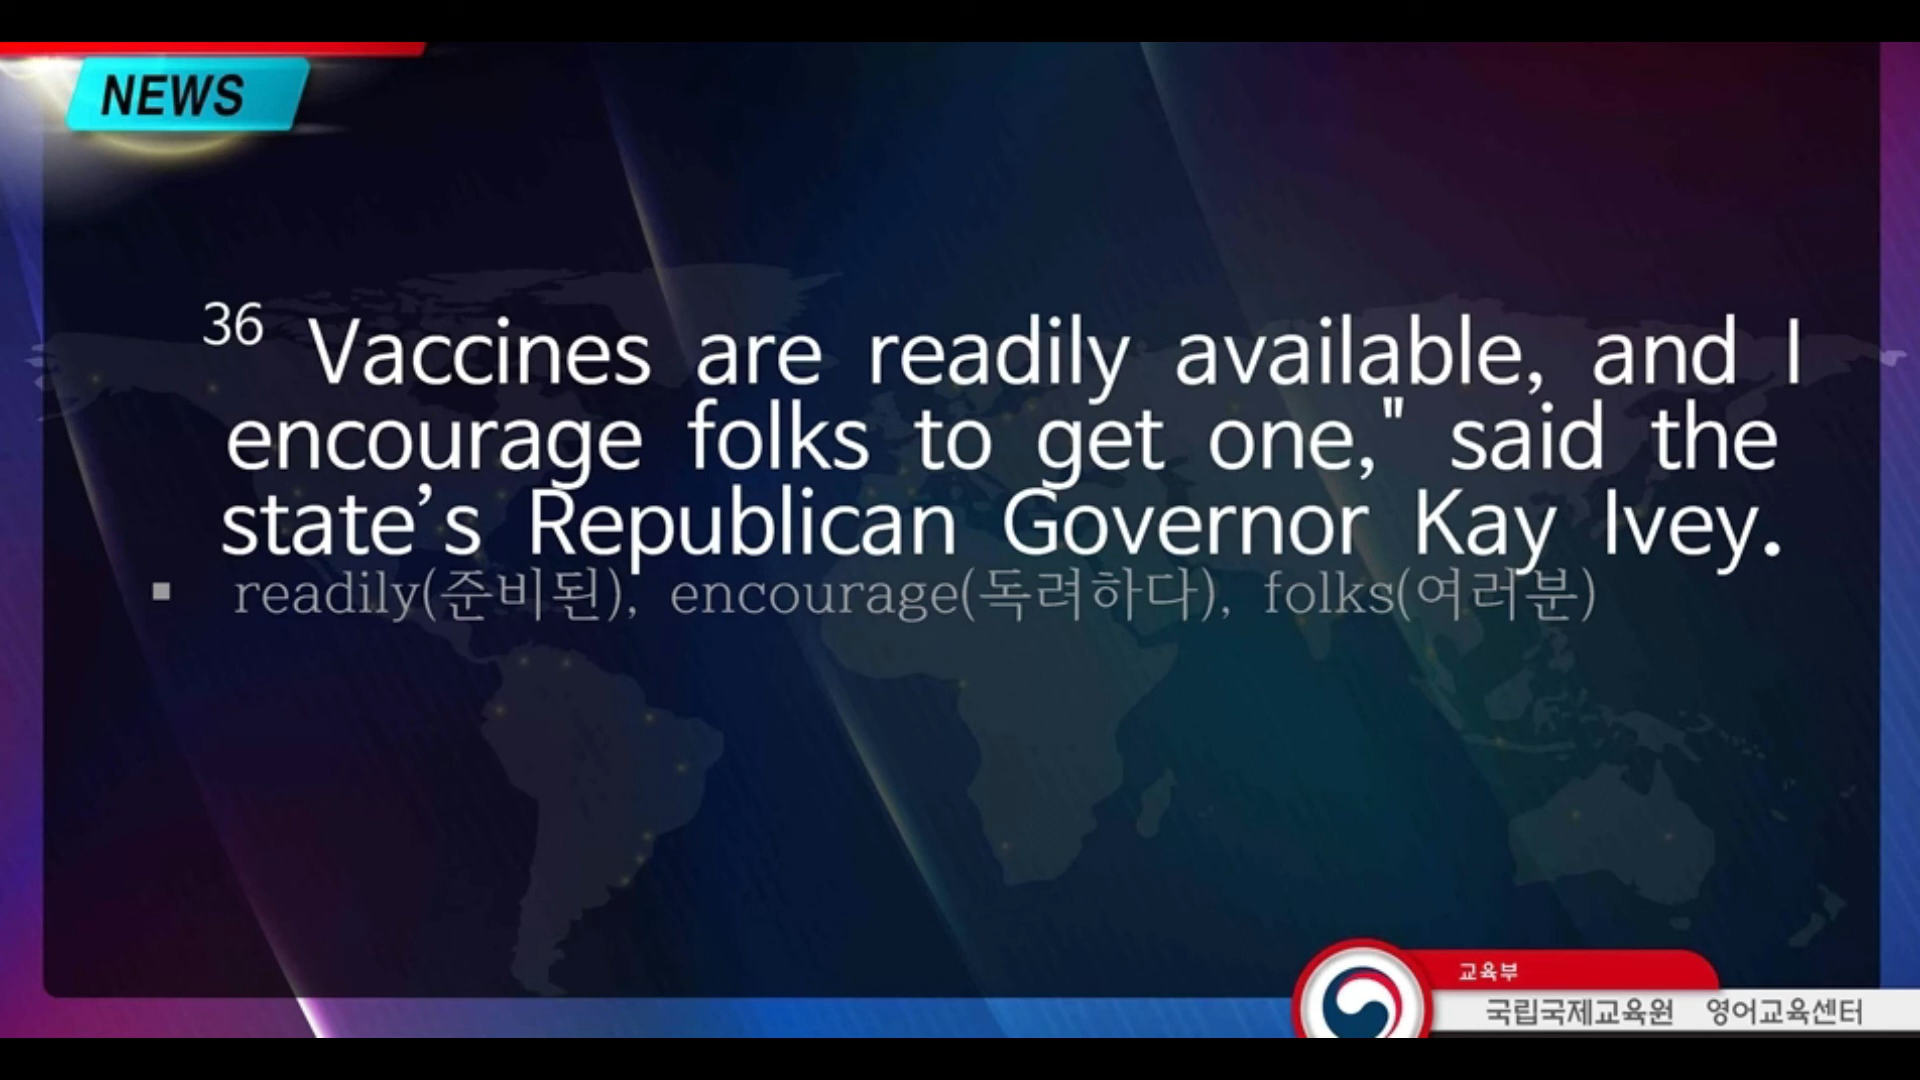 NEWS
36 Vaccines are readily available, and I
encourage folks to get one," said the
state’s Republican Governor Kay Ivey.
▪ readily(준비된), encourage(독려하다), folks(여러분)
교육부
국립국제교육원 영어교육센터